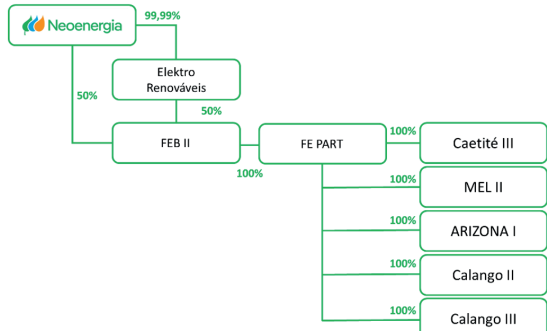 Neoenergia
99,99%
Elektro
Renováveis
50%
50%
FEB II
100%
FE PART
100%
Caetité III
100%
MEL II
100%
ARIZONA I
100%
Calango II
100%
Calango III